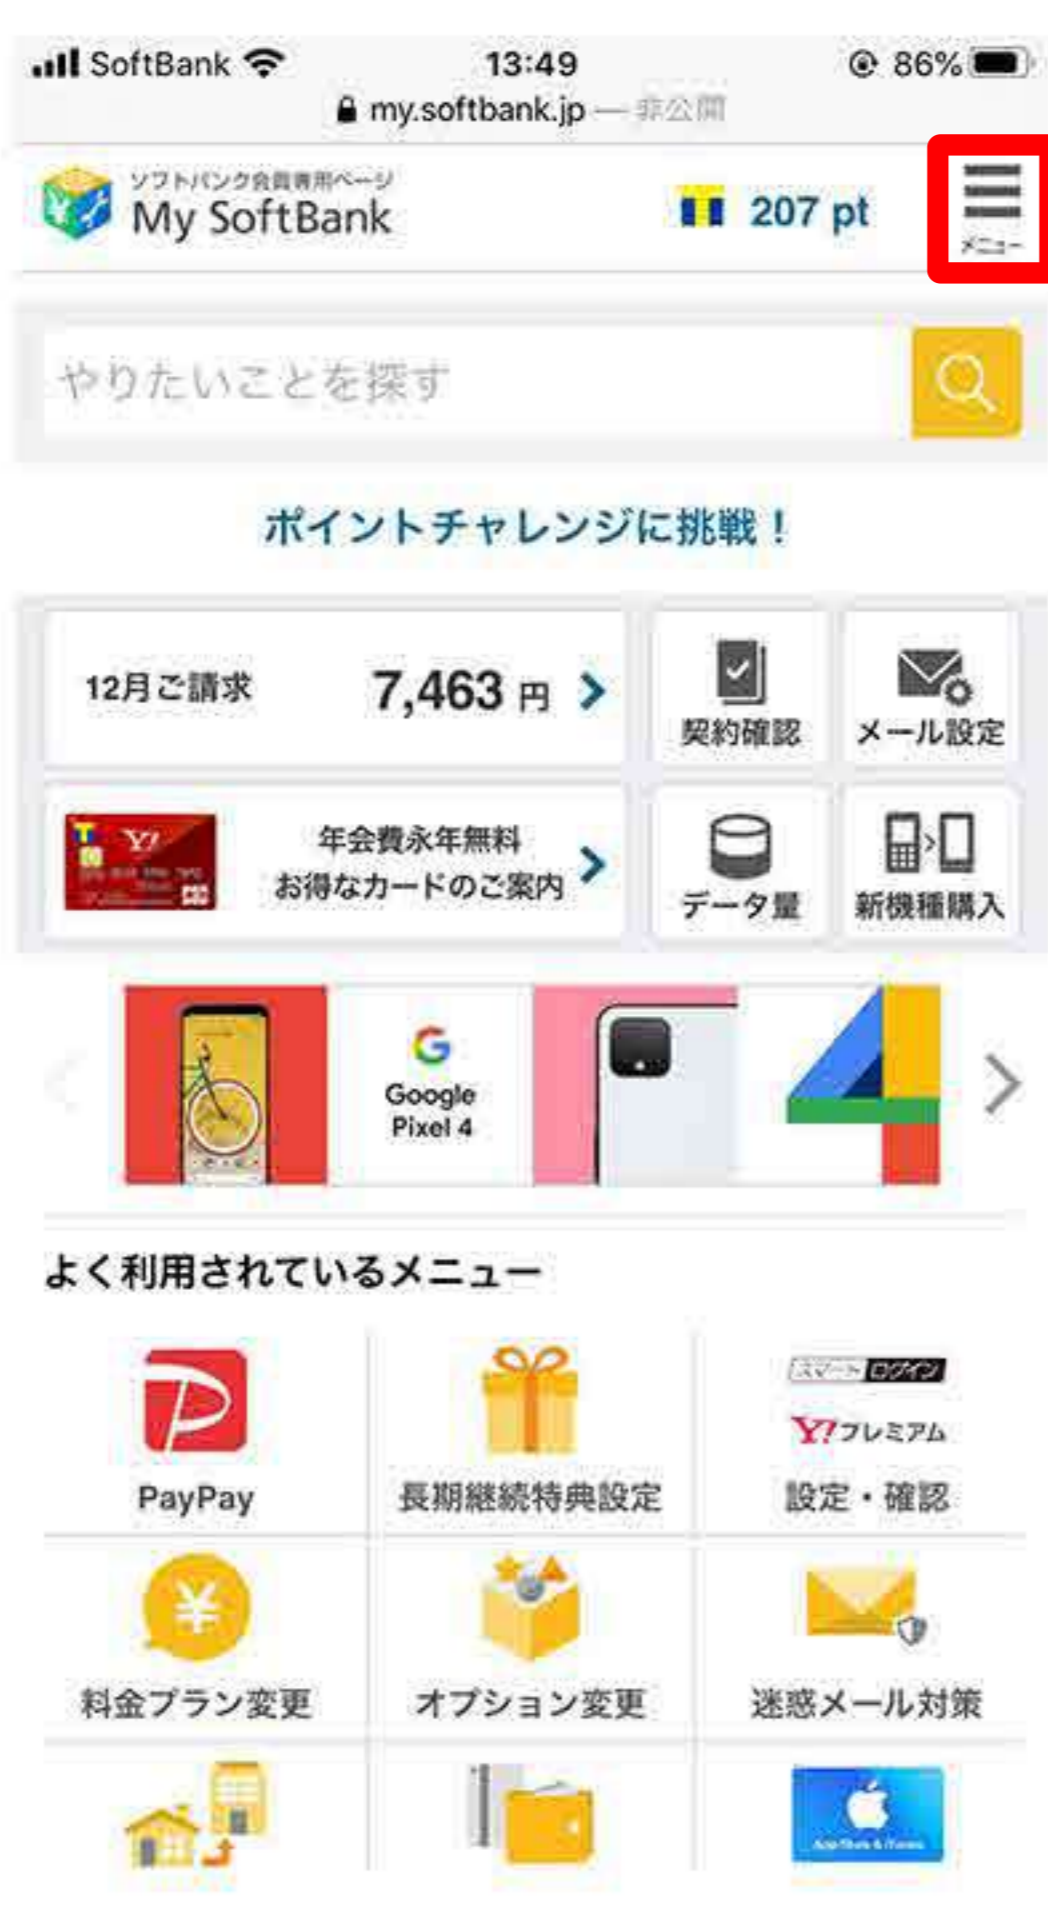 SoftBank 13:49 86%
my.softbank.jp — 非公開
ソフトバンク会員専用ページ
My SoftBank
207 pt
メニュー
やりたいことを探す
ポイントチャレンジに挑戦！
12月ご請求 7,463 円
契約確認
メール設定
Y!
年会費永年無料
お得なカードのご案内
データ量
新機種購入
Google
Pixel 4
よく利用されているメニュー
PayPay
長期継続特典設定
スマートログイン
Y!プレミアム
設定・確認
料金プラン変更
オプション変更
迷惑メール対策
App Store & iTunes